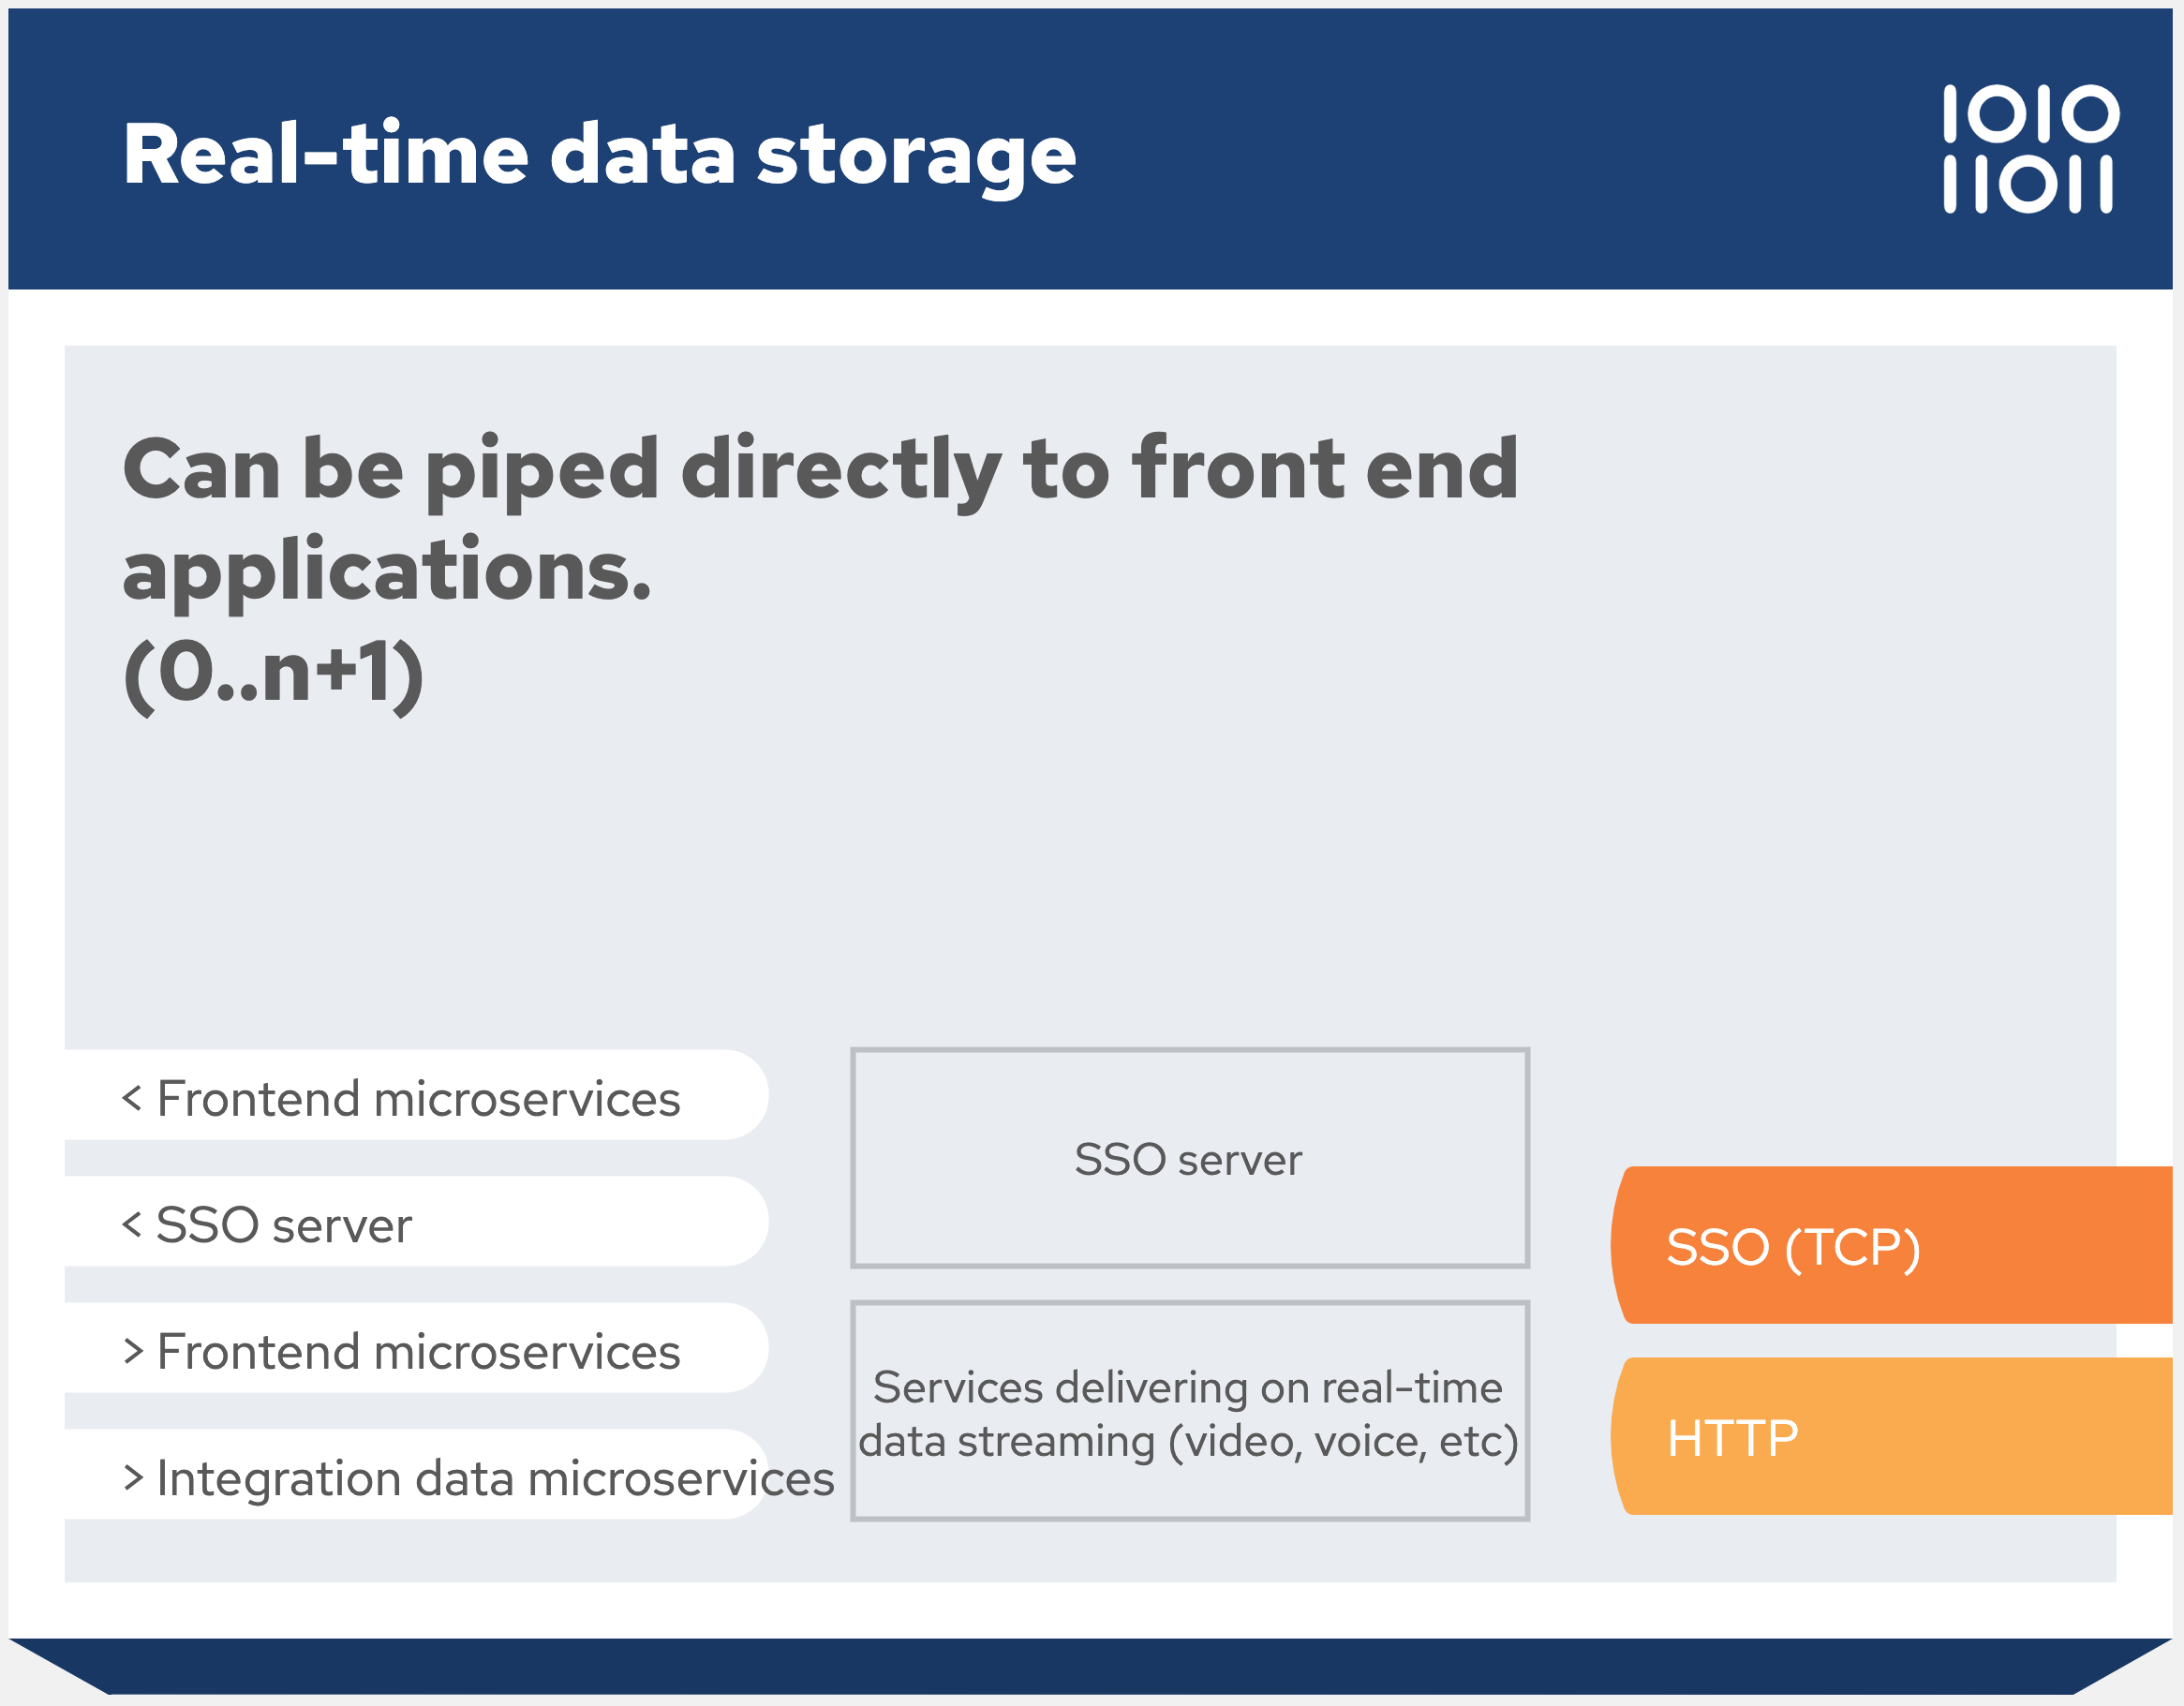 Real-time data storage
1010
11011
Can be piped directly to front end
applications.
(0..n+1)
< Frontend microservices
< SSO server
> Frontend microservices
> Integration data microservices
SSO server
Services delivering on real-time
data streaming (video, voice, etc)
SSO (TCP)
HTTP